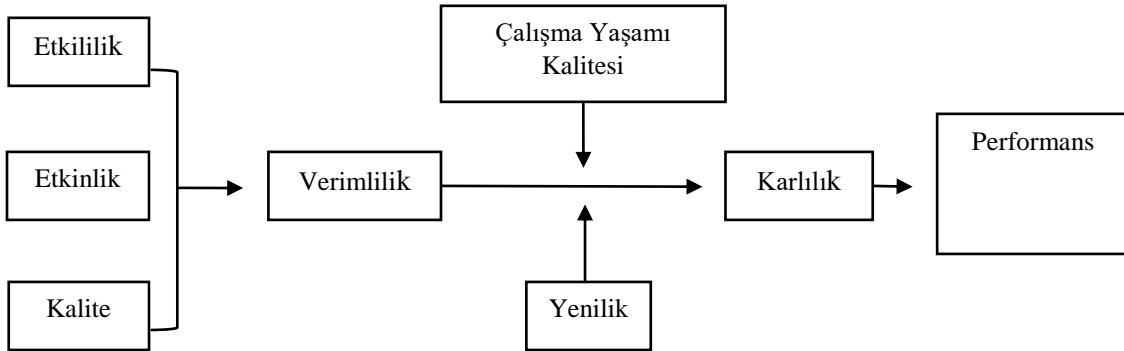 Etkililik
Çalışma Yaşamı
Kalitesi
Etkinlik
Verimlilik
Karlılık
Performans
Kalite
Yenilik